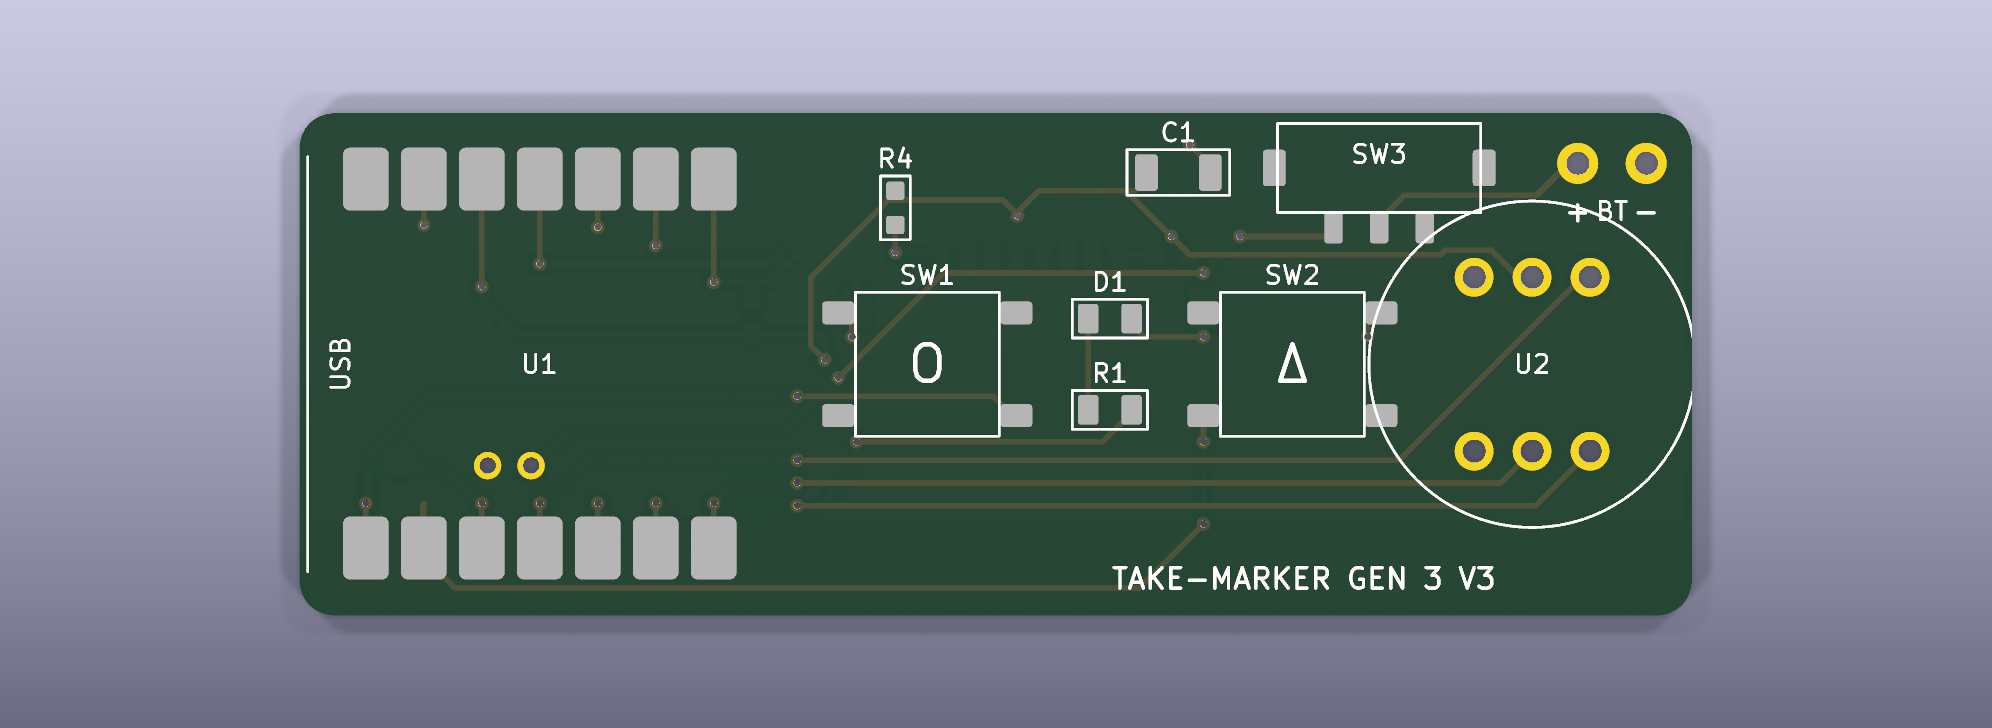 C1
R4
SW3
+ BT -
SW1
D1
SW2
USB
U1
O
R1
Δ
U2
TAKE-MARKER GEN 3 V3